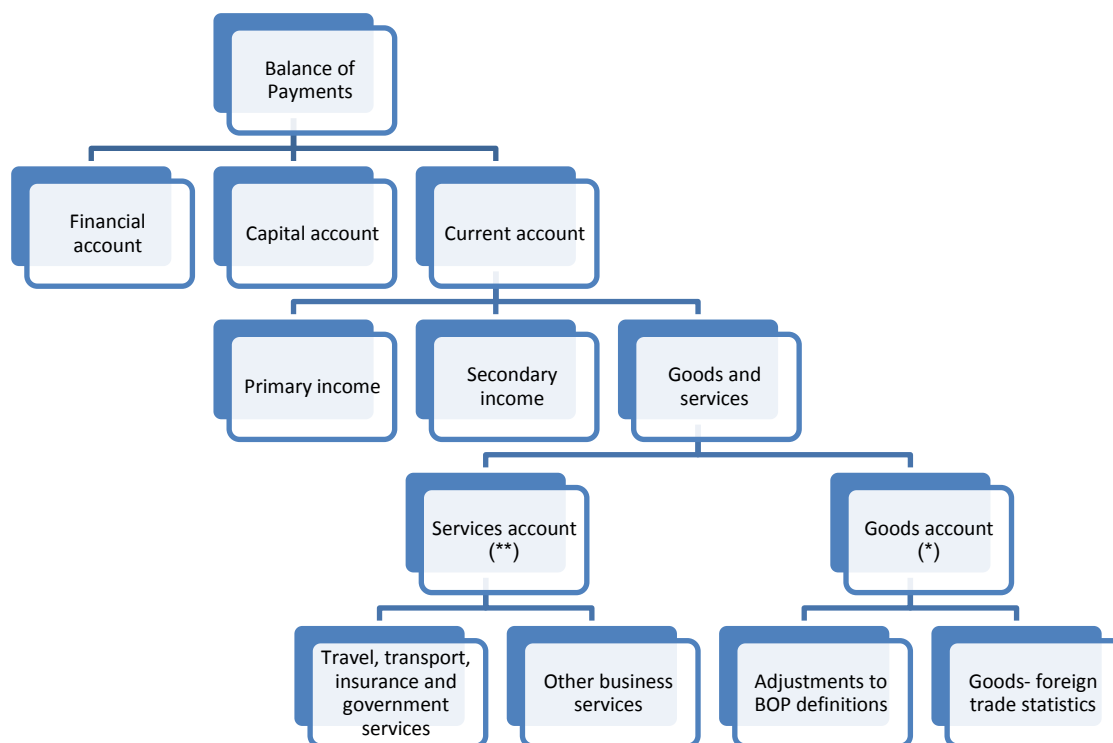 Balance of
Payments
Financial
account
Capital account
Current account
Primary income
Secondary
income
Goods and
services
Services account
(**)
Goods account
(*)
Travel, transport,
insurance and
government
services
Other business
services
Adjustments to
BOP definitions
Goods- foreign
trade statistics